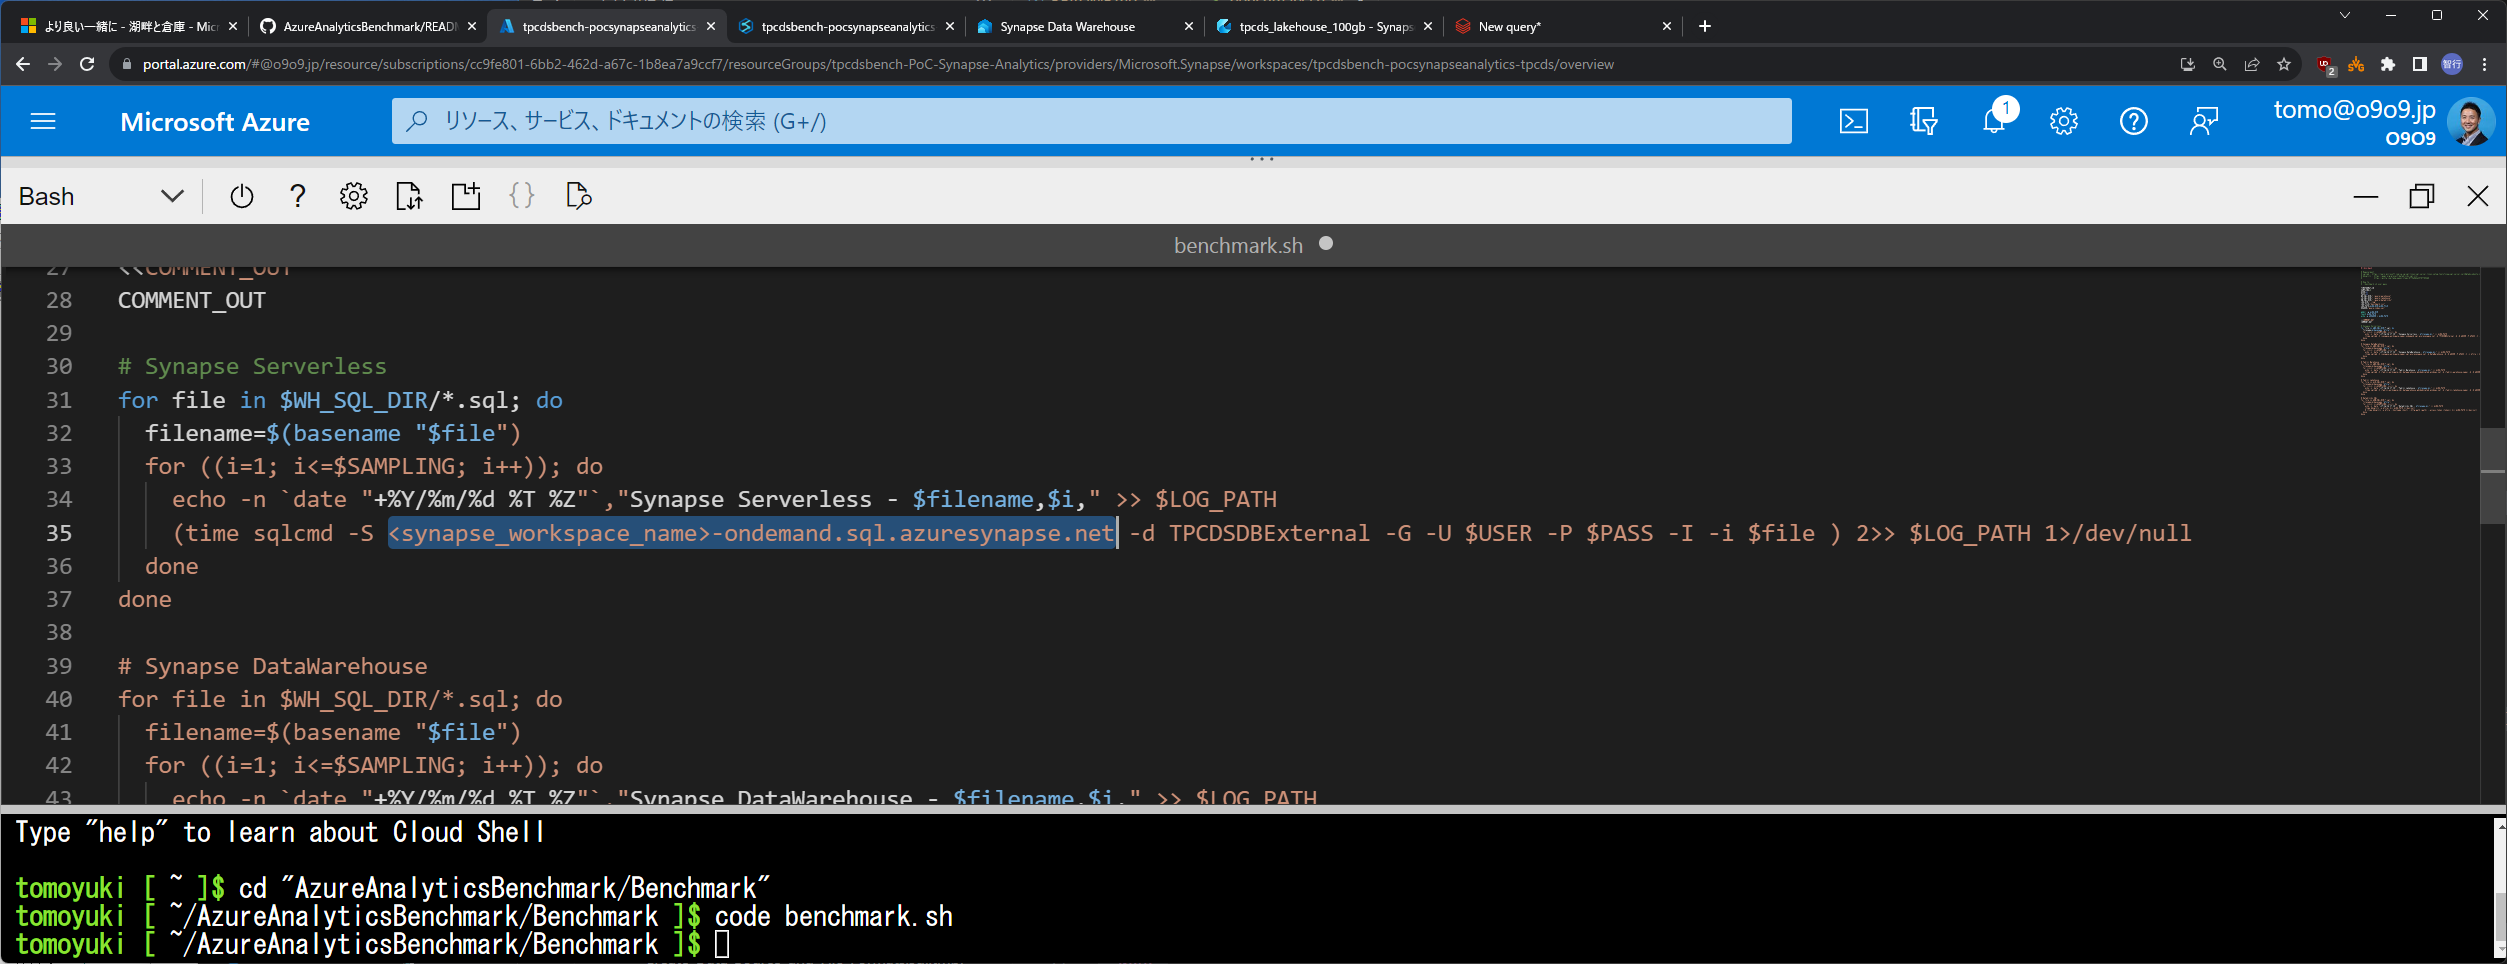 より良い一緒に - 湖畔と倉庫 - Micr
AzureAnalyticsBenchmark/READM
tpcdsbench-pocsynapseanalytics
tpcdsbench-pocsynapseanalytics
Synapse Data Warehouse
tpcds_lakehouse_100gb - Synaps
New query*
portal.azure.com/#@o9o9.jp/resource/subscriptions/cc9fe801-6bb2-462d-a67c-1b8ea7a9ccf7/resourceGroups/tpcdsbench-PoC-Synapse-Analytics/providers/Microsoft.Synapse/workspaces/tpcdsbench-pocsynapseanalytics-tpcds/overview
2
智行
Microsoft Azure
リソース、サービス、ドキュメントの検索 (G+/)
1
tomo@o9o9.jp
O9O9
Bash
benchmark.sh
27 <<COMMENT_OUT
28 COMMENT_OUT
29
30 # Synapse Serverless
31 for file in $WH_SQL_DIR/*.sql; do
32 filename=$(basename "$file")
33 for ((i=1; i<=$SAMPLING; i++)); do
34 echo -n `date "+%Y/%m/%d %T %Z"`,"Synapse Serverless - $filename,$i," >> $LOG_PATH
35 (time sqlcmd -S <synapse_workspace_name>-ondemand.sql.azuresynapse.net -d TPCDSDBExternal -G -U $USER -P $PASS -I -i $file ) 2>> $LOG_PATH 1>/dev/null
36 done
37 done
38
39 # Synapse DataWarehouse
40 for file in $WH_SQL_DIR/*.sql; do
41 filename=$(basename "$file")
42 for ((i=1; i<=$SAMPLING; i++)); do
43 echo -n `date "+%Y/%m/%d %T %Z"`,"Synapse DataWarehouse - $filename,$i," >> $LOG_PATH
Type "help" to learn about Cloud Shell
tomoyuki [ ~ ]$ cd "AzureAnalyticsBenchmark/Benchmark"
tomoyuki [ ~/AzureAnalyticsBenchmark/Benchmark ]$ code benchmark.sh
tomoyuki [ ~/AzureAnalyticsBenchmark/Benchmark ]$